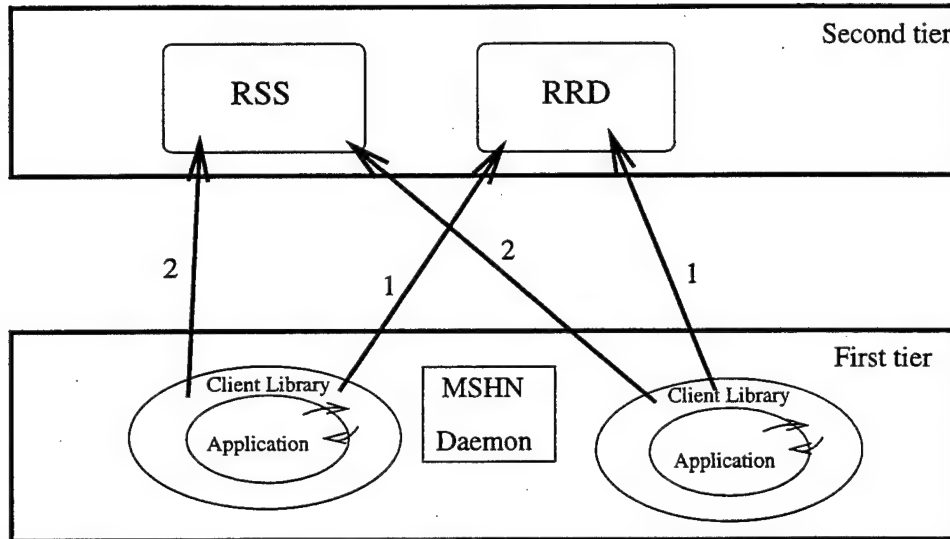 Second tier
RSS
RRD
2
1
2
1
First tier
Client Library
Application
MSHN
Daemon
Client Library
Application